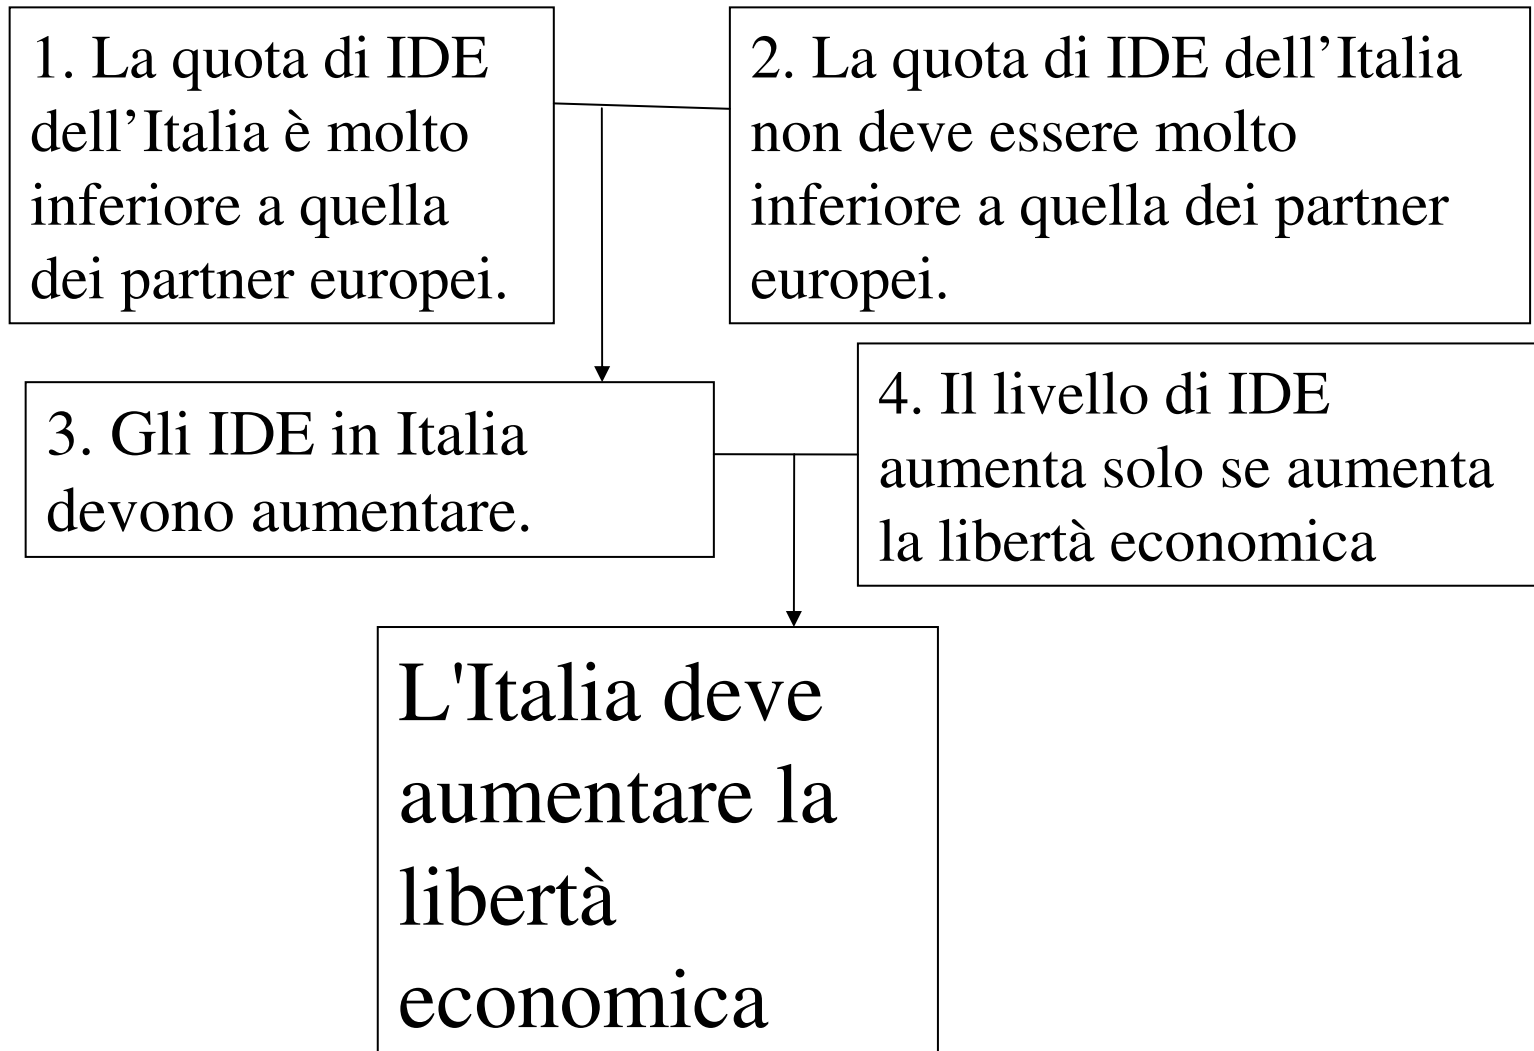 1. La quota di IDE
dell’Italia è molto
inferiore a quella
dei partner europei.
2. La quota di IDE dell’Italia
non deve essere molto
inferiore a quella dei partner
europei.
3. Gli IDE in Italia
devono aumentare.
4. Il livello di IDE
aumenta solo se aumenta
la libertà economica
L'Italia deve
aumentare la
libertà
economica